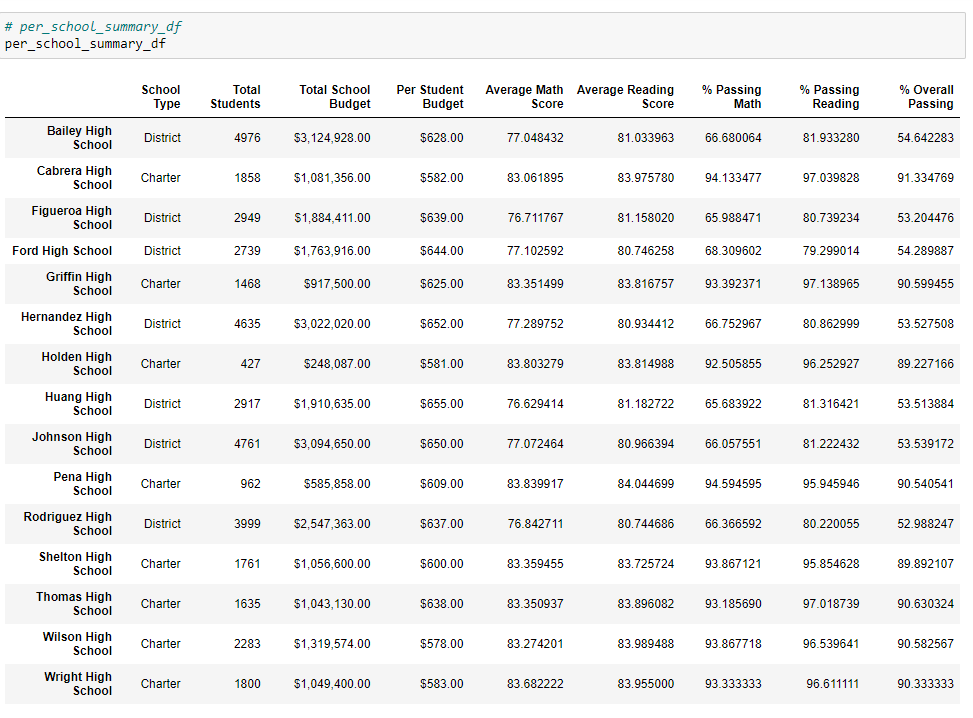 # per_school_summary_df
per_school_summary_df
School Type Total Students Total School Budget Per Student Budget Average Math Score Average Reading Score % Passing Math % Passing Reading % Overall Passing
Bailey High School District 4976 $3,124,928.00 $628.00 77.048432 81.033963 66.680064 81.933280 54.642283
Cabrera High School Charter 1858 $1,081,356.00 $582.00 83.061895 83.975780 94.133477 97.039828 91.334769
Figueroa High School District 2949 $1,884,411.00 $639.00 76.711767 81.158020 65.988471 80.739234 53.204476
Ford High School District 2739 $1,763,916.00 $644.00 77.102592 80.746258 68.309602 79.299014 54.289887
Griffin High School Charter 1468 $917,500.00 $625.00 83.351499 83.816757 93.392371 97.138965 90.599455
Hernandez High School District 4635 $3,022,020.00 $652.00 77.289752 80.934412 66.752967 80.862999 53.527508
Holden High School Charter 427 $248,087.00 $581.00 83.803279 83.814988 92.505855 96.252927 89.227166
Huang High School District 2917 $1,910,635.00 $655.00 76.629414 81.182722 65.683922 81.316421 53.513884
Johnson High School District 4761 $3,094,650.00 $650.00 77.072464 80.966394 66.057551 81.222432 53.539172
Pena High School Charter 962 $585,858.00 $609.00 83.839917 84.044699 94.594595 95.945946 90.540541
Rodriguez High School District 3999 $2,547,363.00 $637.00 76.842711 80.744686 66.366592 80.220055 52.988247
Shelton High School Charter 1761 $1,056,600.00 $600.00 83.359455 83.725724 93.867121 95.854628 89.892107
Thomas High School Charter 1635 $1,043,130.00 $638.00 83.350937 83.896082 93.185690 97.018739 90.630324
Wilson High School Charter 2283 $1,319,574.00 $578.00 83.274201 83.989488 93.867718 96.539641 90.582567
Wright High School Charter 1800 $1,049,400.00 $583.00 83.682222 83.955000 93.333333 96.611111 90.333333